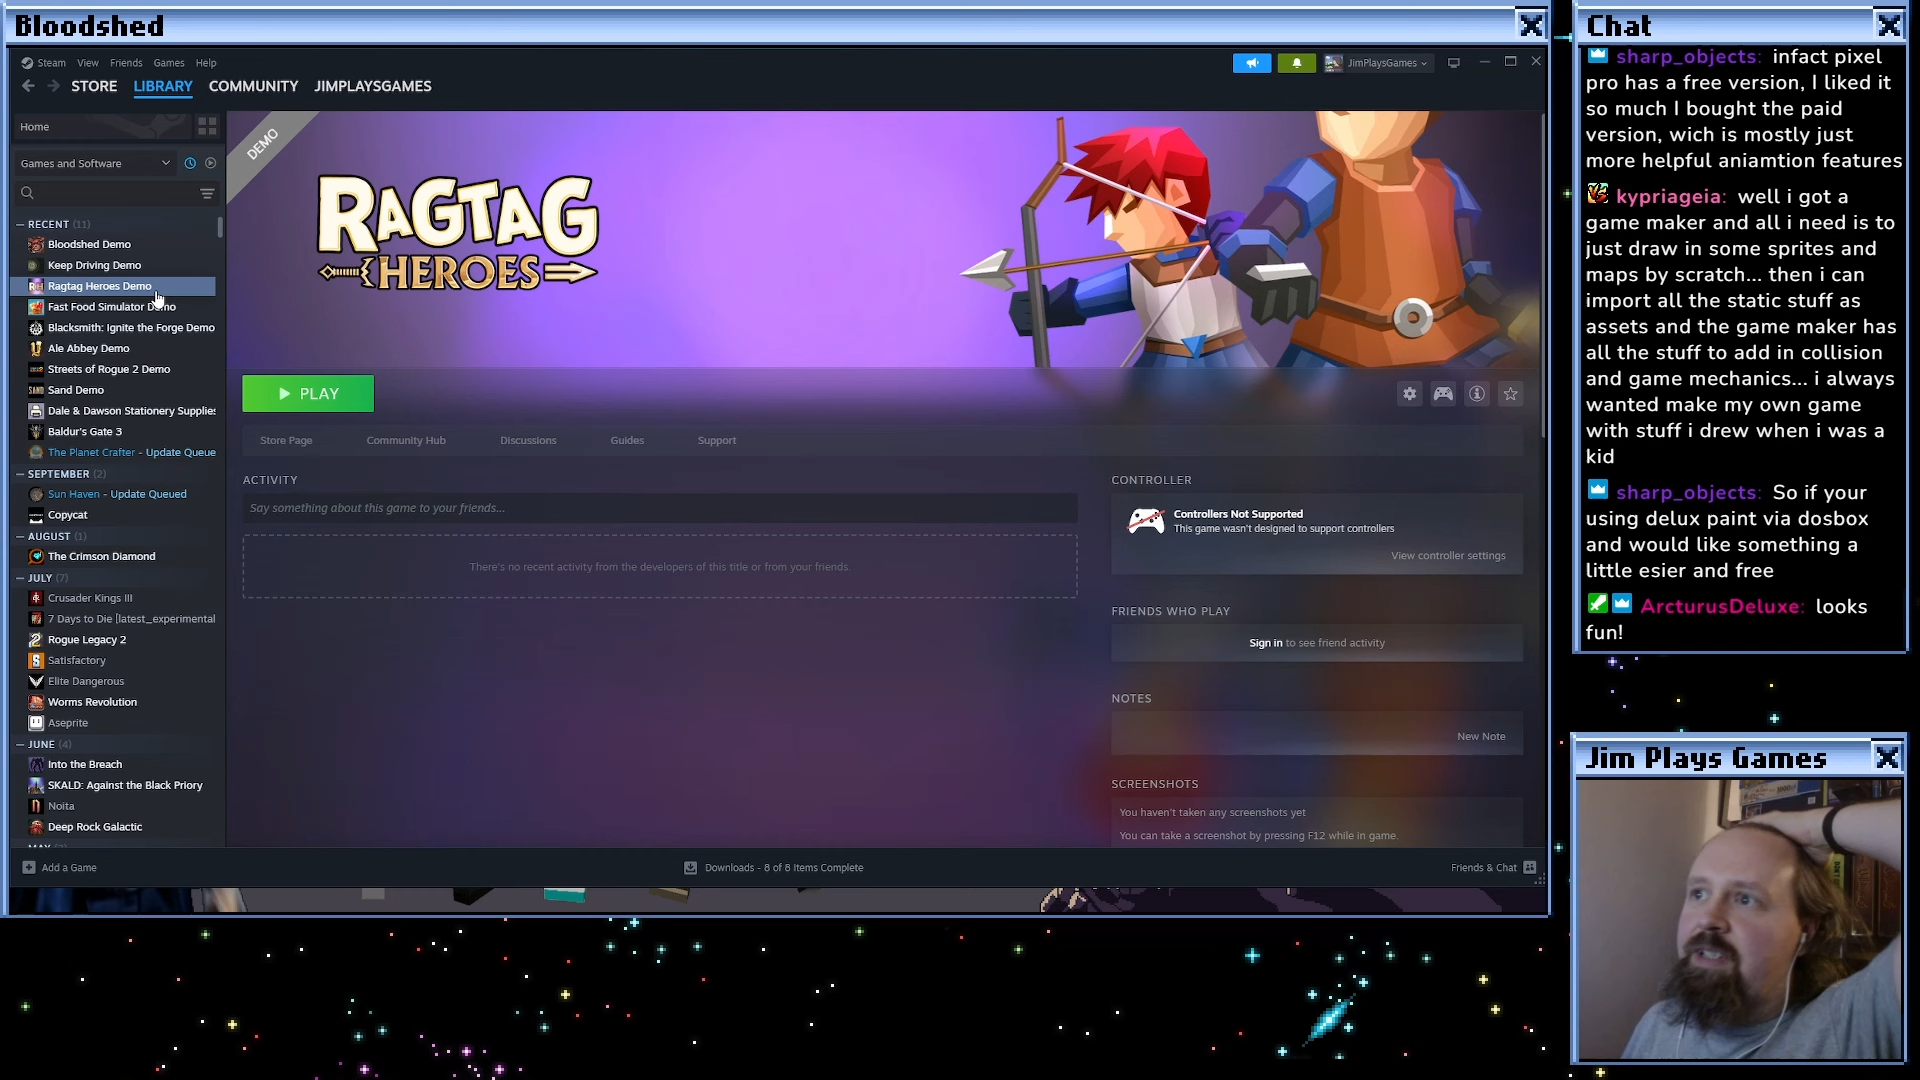 Bloodshed
Steam View Friends Games Help
JimPlaysGames
STORE LIBRARY COMMUNITY JIMPLAYSGAMES
Home
Games and Software
RECENT (11)
Bloodshed Demo
Keep Driving Demo
Ragtag Heroes Demo
Fast Food Simulator Demo
Blacksmith: Ignite the Forge Demo
Ale Abbey Demo
Streets of Rogue 2 Demo
Sand Demo
Dale & Dawson Stationery Supplies
Baldur's Gate 3
The Planet Crafter - Update Queue
SEPTEMBER (2)
Sun Haven - Update Queued
Copycat
AUGUST (1)
The Crimson Diamond
JULY (7)
Crusader Kings III
7 Days to Die [latest_experimental
Rogue Legacy 2
Satisfactory
Elite Dangerous
Worms Revolution
Aseprite
JUNE (4)
Into the Breach
SKALD: Against the Black Priory
Noita
Deep Rock Galactic
DEMO
RAGTAG
HEROES
PLAY
Store Page Community Hub Discussions Guides Support
ACTIVITY
Say something about this game to your friends...
There's no recent activity from the developers of this title or from your friends.
CONTROLLER
Controllers Not Supported
This game wasn't designed to support controllers
View controller settings
FRIENDS WHO PLAY
Sign in to see friend activity
NOTES
New Note
SCREENSHOTS
You haven't taken any screenshots yet
You can take a screenshot by pressing F12 while in game.
Add a Game
Downloads - 8 of 8 Items Complete
Friends & Chat
Chat
sharp_objects: infact pixel
pro has a free version, I liked it
so much I bought the paid
version, wich is mostly just
more helpful aniamtion features
kypriageia: well i got a
game maker and all i need is to
just draw in some sprites and
maps by scratch... then i can
import all the static stuff as
assets and the game maker has
all the stuff to add in collision
and game mechanics... i always
wanted make my own game
with stuff i drew when i was a
kid
sharp_objects: So if your
using delux paint via dosbox
and would like something a
little esier and free
ArcturusDeluxe: looks
fun!
Jim Plays Games